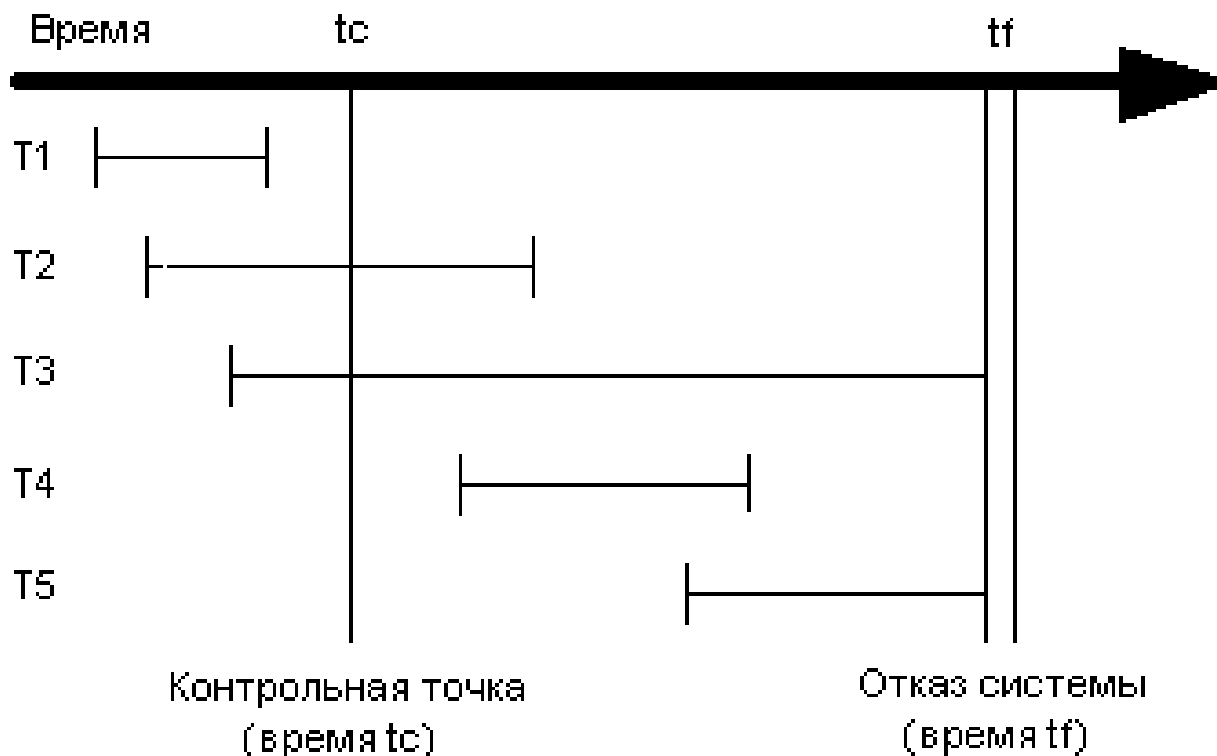 Время tc tf
T1
T2
T3
T4
T5
Контрольная точка
(время tc)
Отказ системы
(время tf)